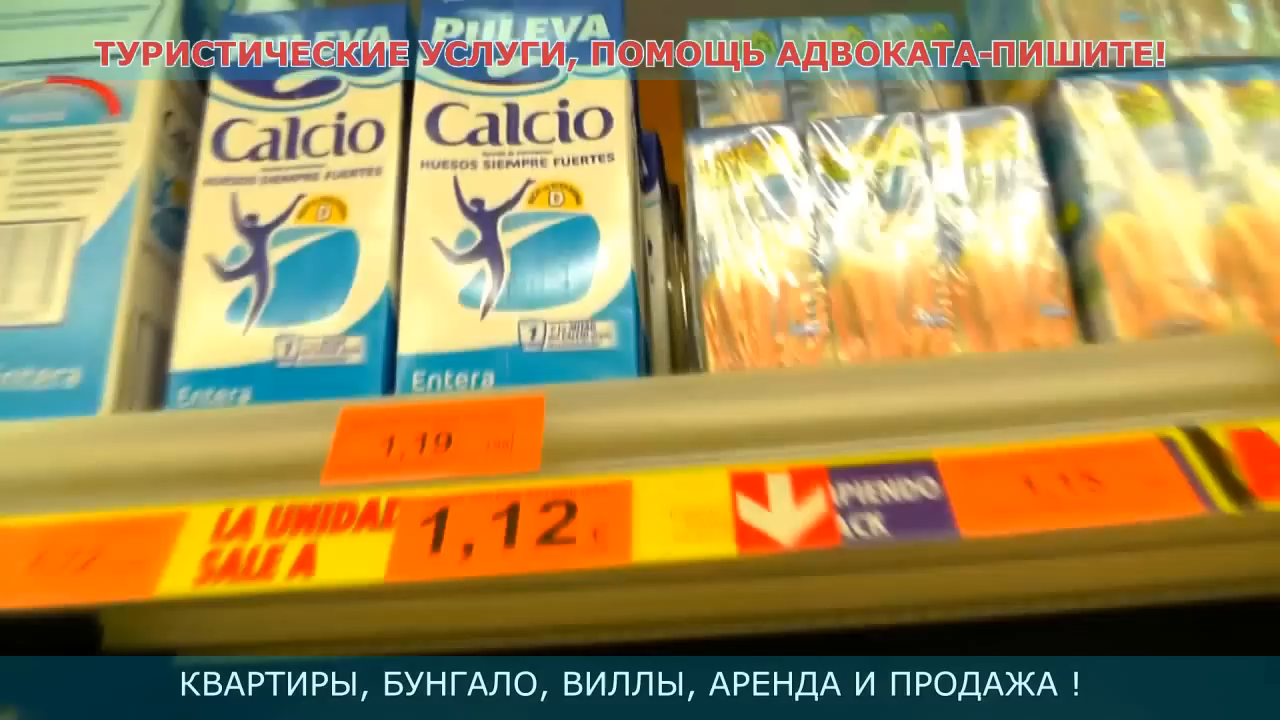 ТУРИСТИЧЕСКИЕ УСЛУГИ, ПОМОЩЬ АДВОКАТА-ПИШИТЕ!
PULEVA
PULEVA
Calcio
HUESOS SIEMPRE FUERTES
D
Entera
Calcio
HUESOS SIEMPRE FUERTES
D
Entera
Entera
1,19
LA UNIDAD
SALE A
1,12
КВАРТИРЫ, БУНГАЛО, ВИЛЛЫ, АРЕНДА И ПРОДАЖА !